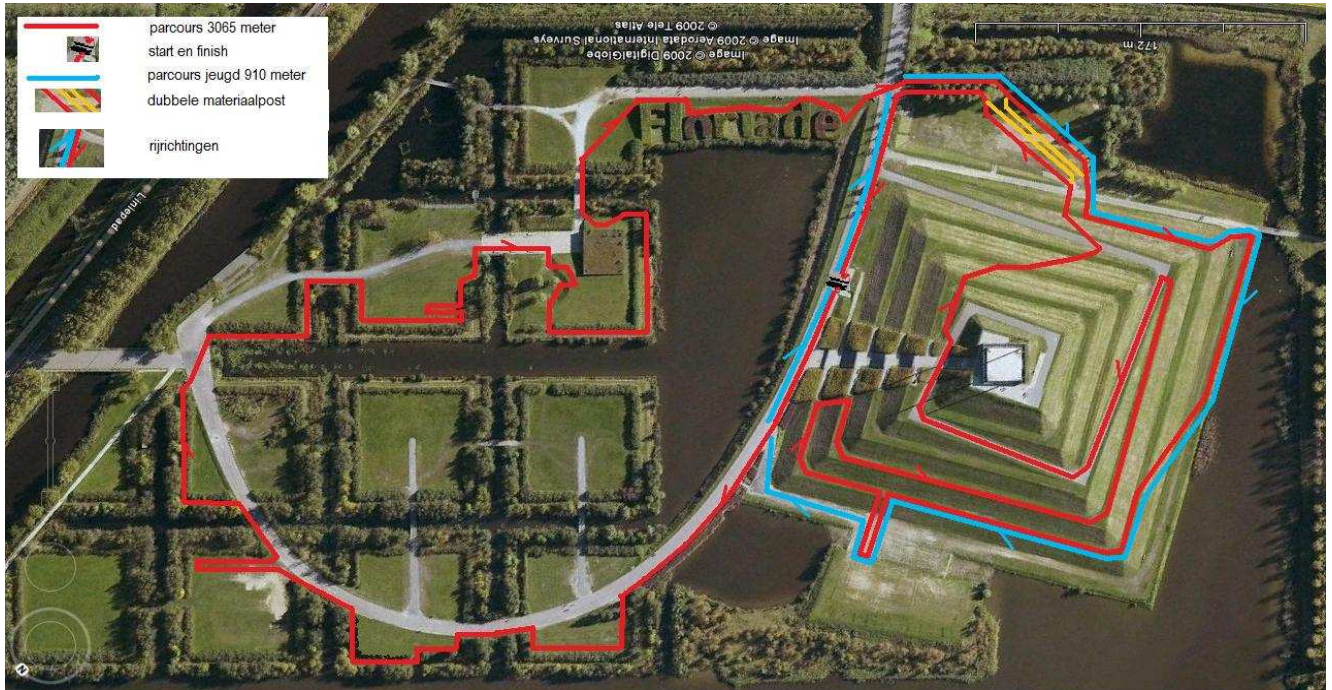 parcours 3065 meter
start en finish
parcours jeugd 910 meter
dubbele materiaalpost
rijrichtingen
© 2009 Tele Atlas
Image © 2009 Aerodata International Surveys
Image © 2009 DigitalGlobe
172 m
Liniepad
Floriade
N